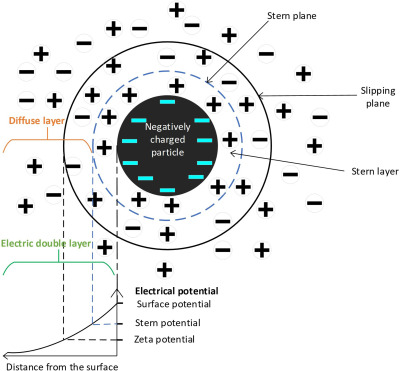 Stern plane
Slipping
plane
Diffuse layer
Negatively
charged
particle
Stern layer
Electric double layer
Electrical potential
Surface potential
Stern potential
Zeta potential
Distance from the surface